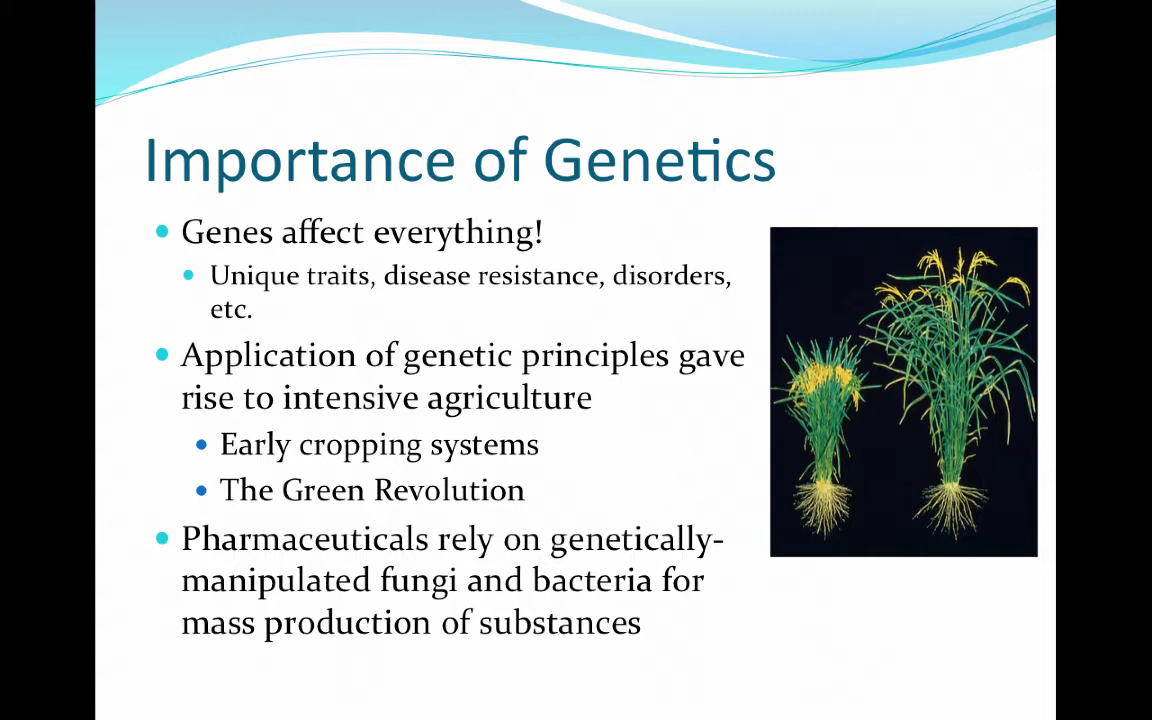 Importance of Genetics
Genes affect everything!
Unique traits, disease resistance, disorders,
etc.
Application of genetic principles gave
rise to intensive agriculture
Early cropping systems
The Green Revolution
Pharmaceuticals rely on genetically-
manipulated fungi and bacteria for
mass production of substances